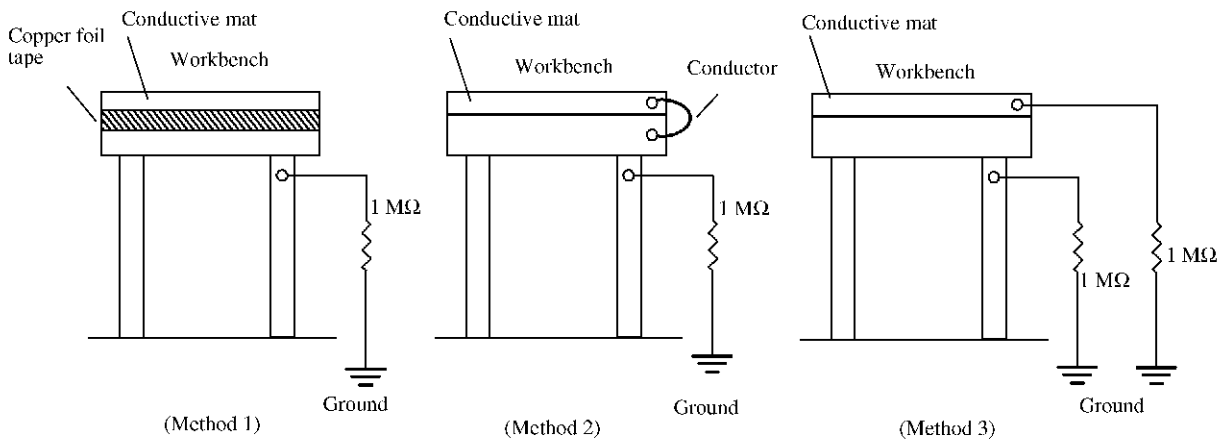 Conductive mat
Copper foil
tape
Workbench
1 MΩ
Ground
(Method 1)
Conductive mat
Workbench
Conductor
1 MΩ
Ground
(Method 2)
Conductive mat
Workbench
1 MΩ
1 MΩ
Ground
(Method 3)